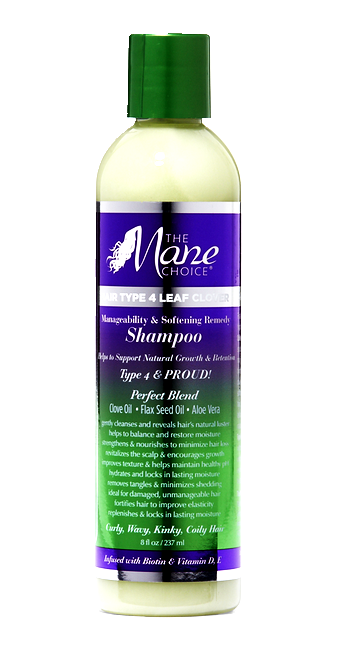 THE
Mane
CHOICE®
TYPE 4 LEAF CLOVER
Manageability & Softening Remedy
Shampoo
Helps to Support Natural Growth & Retention
Type 4 & PROUD!
Perfect Blend
Clove Oil • Flax Seed Oil • Aloe Vera
gently cleanses and reveals hair's natural luster
helps to balance and restore moisture
strengthens & nourishes to minimize hair loss
revitalizes the scalp & encourages growth
improves texture & helps maintain healthy pH
hydrates and locks in lasting moisture
removes tangles & minimizes shedding
ideal for damaged, unmanageable hair
fortifies hair to improve elasticity
replenishes & locks in lasting moisture
Curly, Wavy, Kinky, Coily Hair
8 fl oz / 237 ml
Infused with Biotin & Vitamin D, E